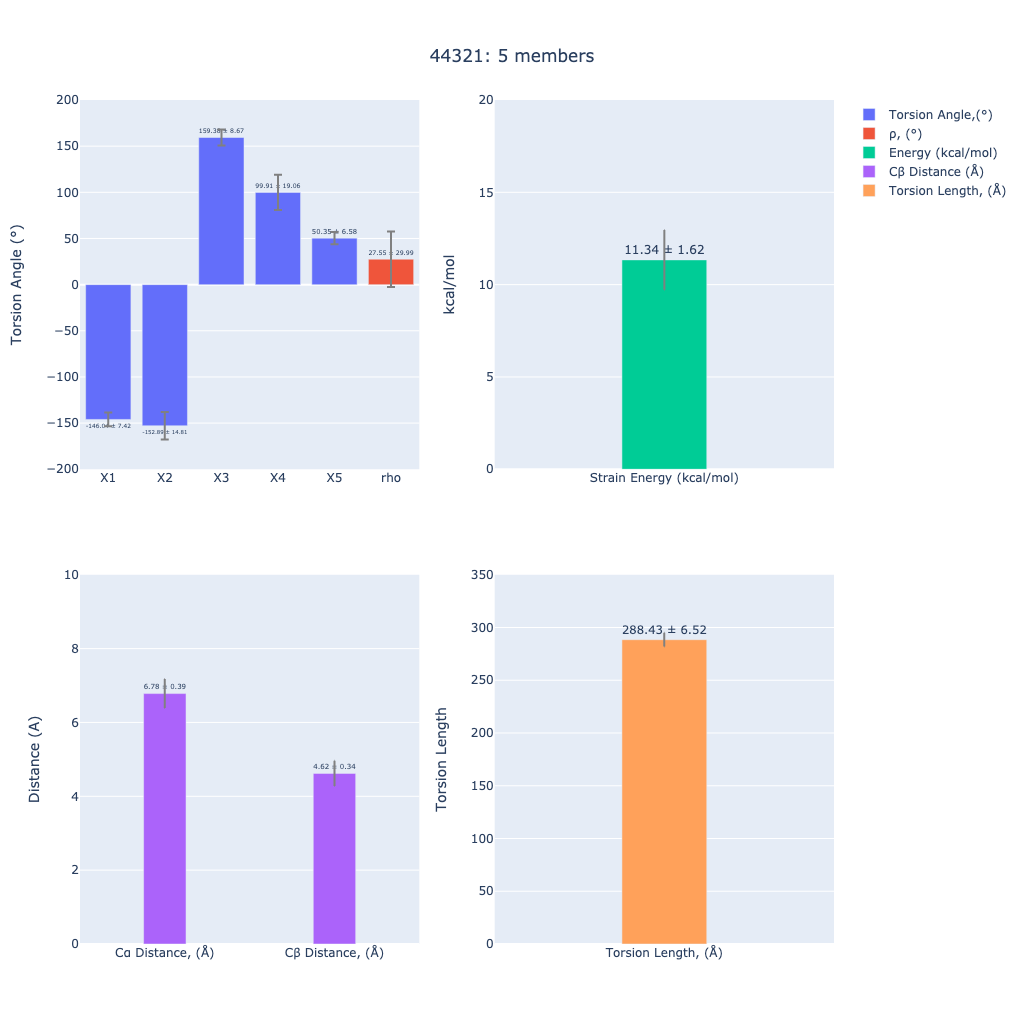 44321: 5 members
Torsion Angle (°)
200
150
100
50
0
−50
−100
−150
−200
-152.89 ± 14.81
99.91 ± 19.06
50.35 ± 6.58
27.55 ± 29.99
X1 X2 X3 X4 X5 rho
kcal/mol
20
15
10
5
0
11.34 ± 1.62
Strain Energy (kcal/mol)
Torsion Angle,(°)
ρ, (°)
Energy (kcal/mol)
Cβ Distance (Å)
Torsion Length, (Å)
Distance (A)
10
8
6
4
2
0
6.78 ± 0.39
4.62 ± 0.34
Cα Distance, (Å) Cβ Distance, (Å)
Torsion Length
350
300
250
200
150
100
50
0
288.43 ± 6.52
Torsion Length, (Å)